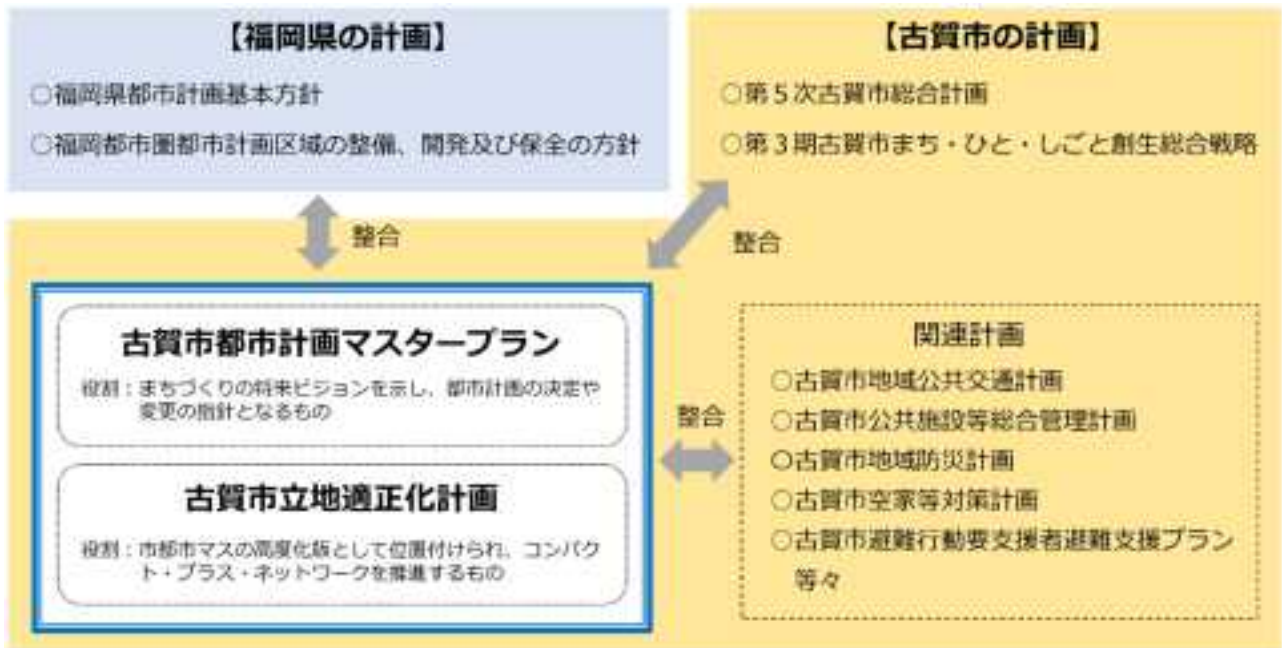 【福岡県の計画】
○福岡県都市計画基本方針
○福岡都市圏都市計画区域の整備、開発及び保全の方針
【古賀市の計画】
○第５次古賀市総合計画
○第３期古賀市まち・ひと・しごと創生総合戦略
整合
整合
古賀市都市計画マスタープラン
役割：まちづくりの将来ビジョンを示し、都市計画の決定や
変更の指針となるもの
古賀市立地適正化計画
役割：市都市マスの高度化版として位置付けられ、コンパク
ト・プラス・ネットワークを推進するもの
整合
関連計画
○古賀市地域公共交通計画
○古賀市公共施設等総合管理計画
○古賀市地域防災計画
○古賀市空家等対策計画
○古賀市避難行動要支援者避難支援プラン
等々